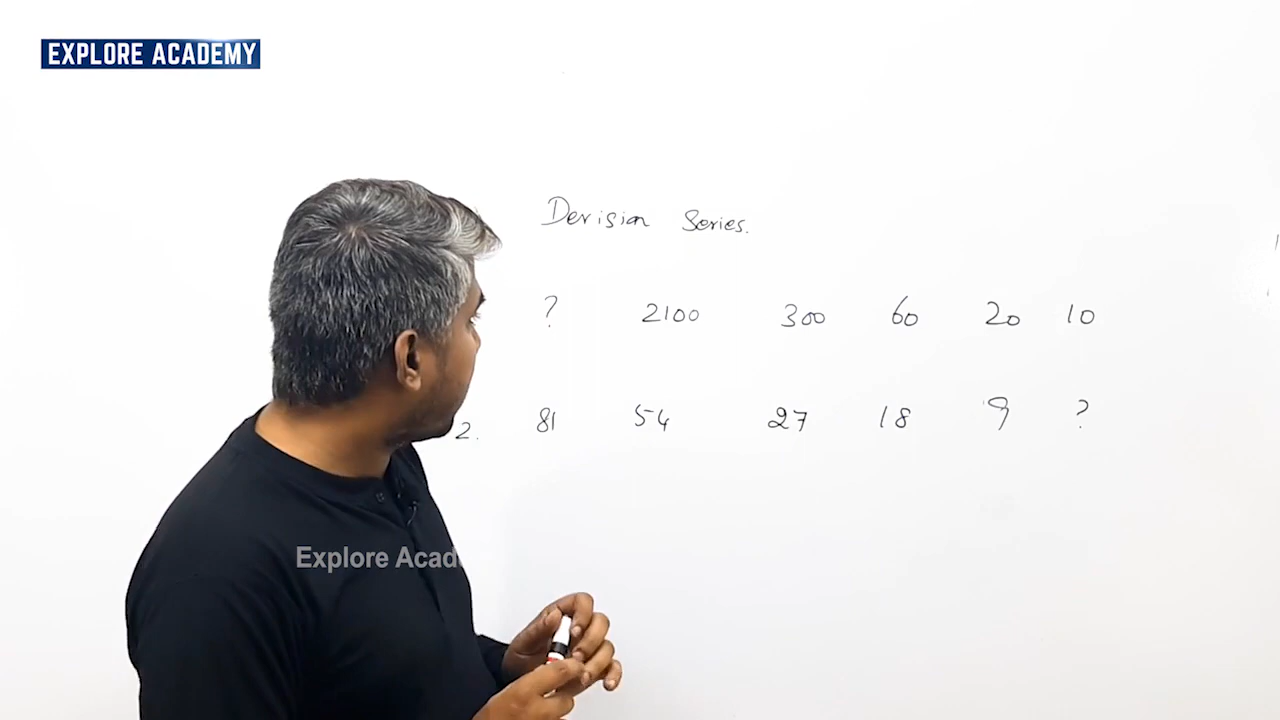 EXPLORE ACADEMY
Devision Series.
? 2100 300 60 20 10
2. 81 54 27 18 9 ?
Explore Acad